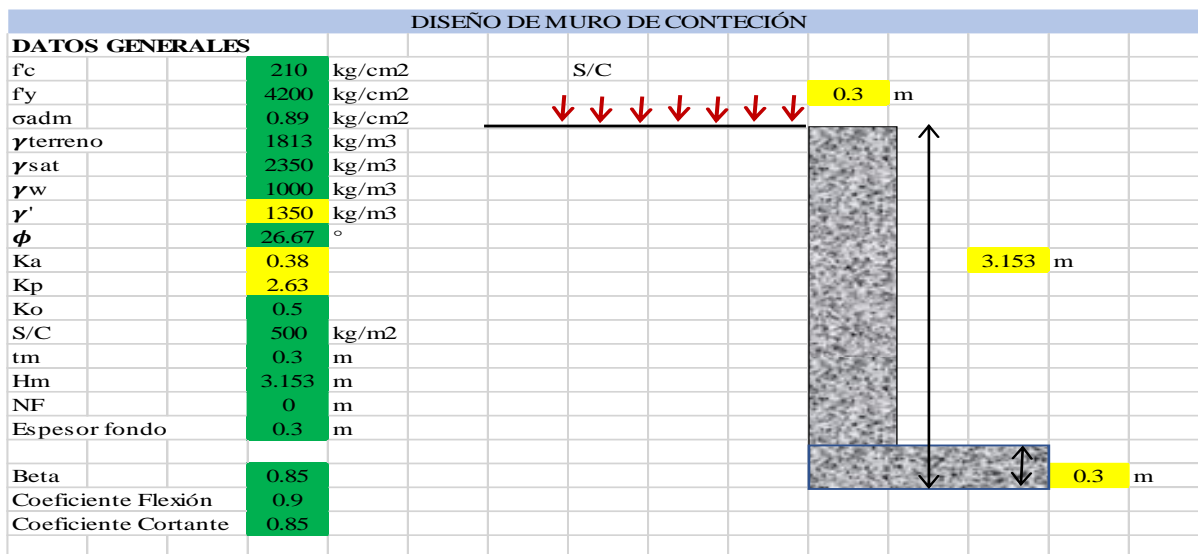 DISEÑO DE MURO DE CONTECIÓN
DATOS GENERALES
f'c 210 kg/cm2 S/C
f'y 4200 kg/cm2 0.3 m
σadm 0.89 kg/cm2
γterreno 1813 kg/m3
γsat 2350 kg/m3
γw 1000 kg/m3
γ' 1350 kg/m3
ϕ 26.67 °
Ka 0.38 3.153 m
Kp 2.63
Ko 0.5
S/C 500 kg/m2
tm 0.3 m
Hm 3.153 m
NF 0 m
Espesor fondo 0.3 m
Beta 0.85 0.3 m
Coeficiente Flexión 0.9
Coeficiente Cortante 0.85